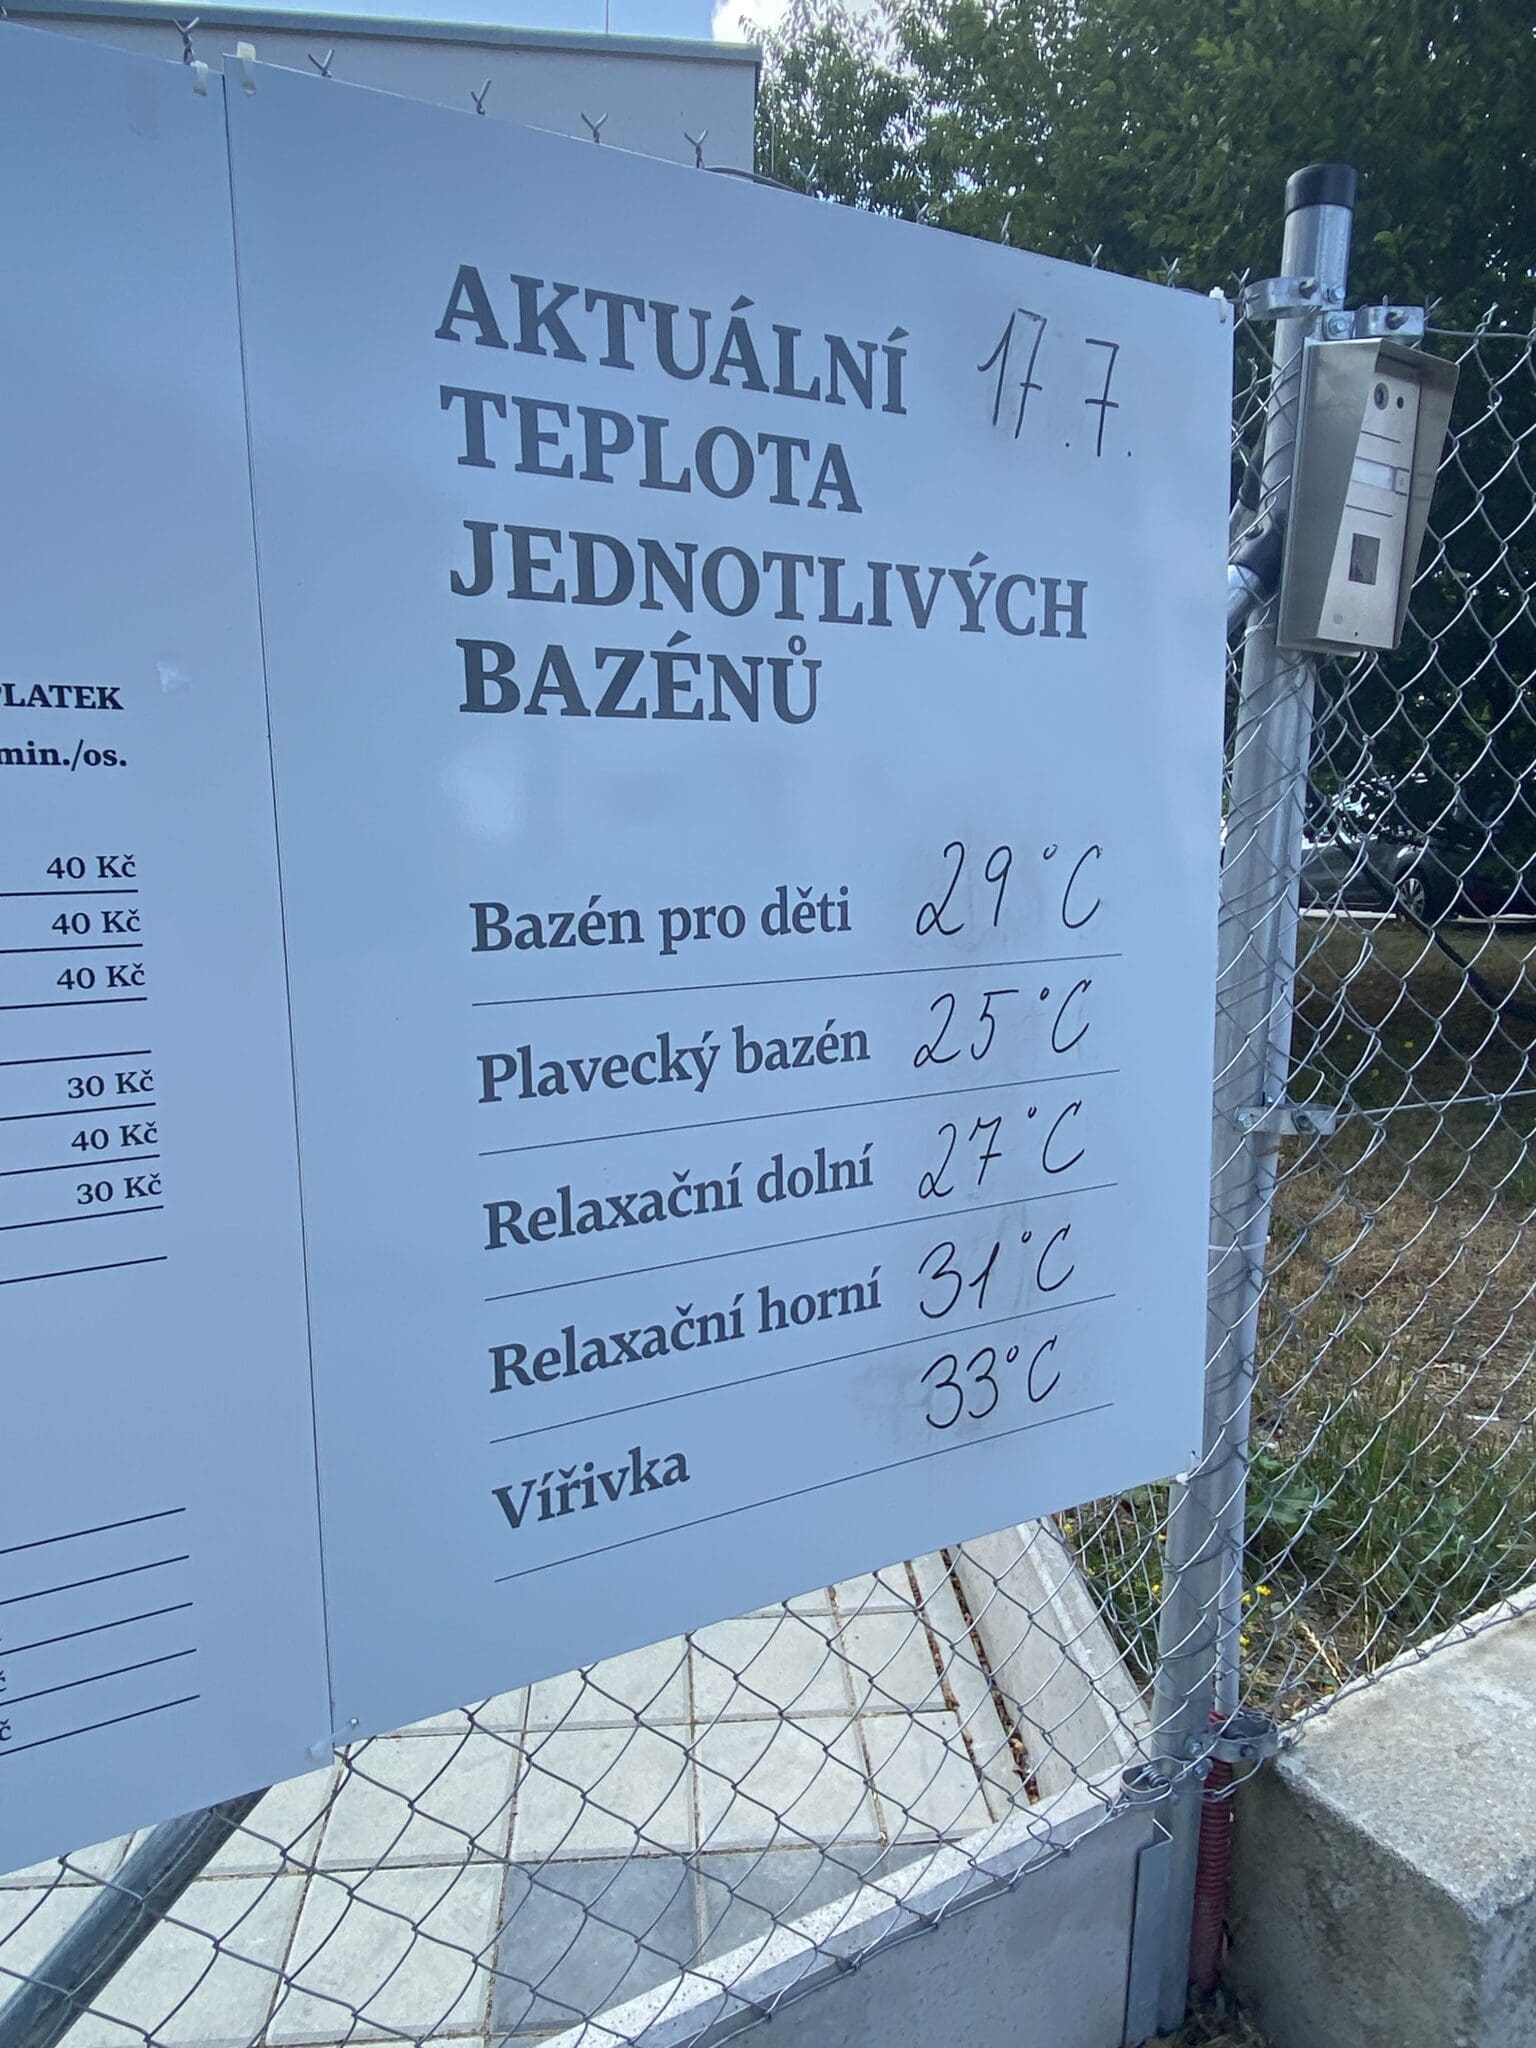 PLATEK
min./os.
40 Kč
40 Kč
40 Kč
30 Kč
40 Kč
30 Kč
č
č
AKTUÁLNÍ 17.7.
TEPLOTA
JEDNOTLIVÝCH
BAZÉNŮ
Bazén pro děti 29°C
Plavecký bazén 25°C
Relaxační dolní 27°C
Relaxační horní 31°C
Vířivka 33°C